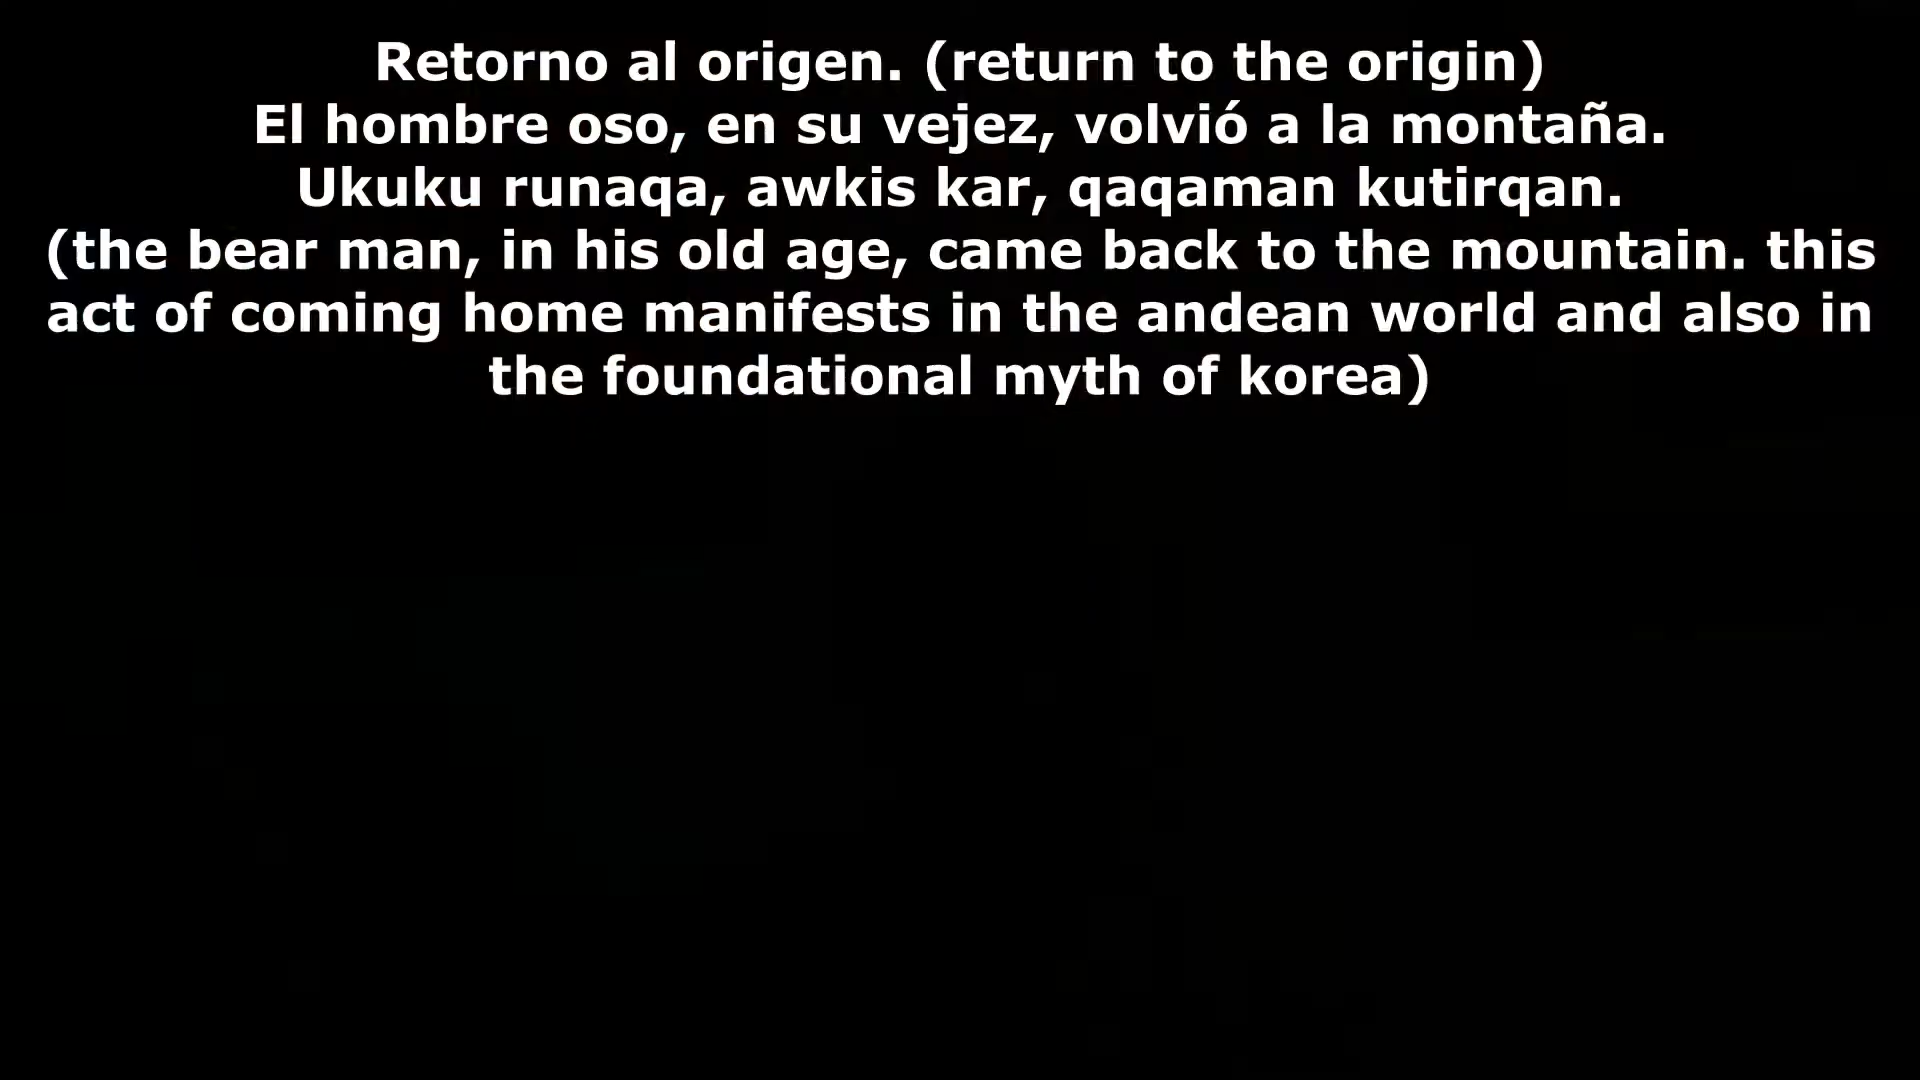 Retorno al origen. (return to the origin)
El hombre oso, en su vejez, volvió a la montaña.
Ukuku runaqa, awkis kar, qaqaman kutirqan.
(the bear man, in his old age, came back to the mountain. this
act of coming home manifests in the andean world and also in
the foundational myth of korea)